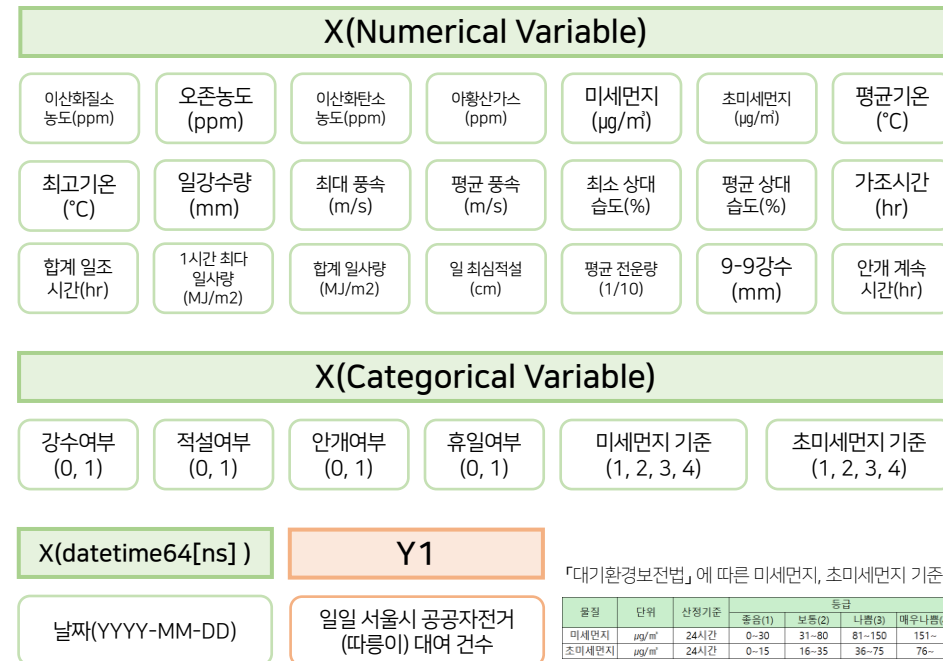 X(Numerical Variable)
이산화질소
농도(ppm)
오존농도
(ppm)
이산화탄소
농도(ppm)
아황산가스
(ppm)
미세먼지
(㎍/㎥)
초미세먼지
(㎍/㎥)
평균기온
(°C)
최고기온
(°C)
일강수량
(mm)
최대 풍속
(m/s)
평균 풍속
(m/s)
최소 상대
습도(%)
평균 상대
습도(%)
가조시간
(hr)
합계 일조
시간(hr)
1시간 최다
일사량
(MJ/m2)
합계 일사량
(MJ/m2)
일 최심적설
(cm)
평균 전운량
(1/10)
9-9강수
(mm)
안개 계속
시간(hr)
X(Categorical Variable)
강수여부
(0, 1)
적설여부
(0, 1)
안개여부
(0, 1)
휴일여부
(0, 1)
미세먼지 기준
(1, 2, 3, 4)
초미세먼지 기준
(1, 2, 3, 4)
X(datetime64[ns] )
날짜(YYYY-MM-DD)
Y1
일일 서울시 공공자전거
(따릉이) 대여 건수
「대기환경보전법」 에 따른 미세먼지, 초미세먼지 기준
물질 단위 산정기준 등급
좋음(1) 보통(2) 나쁨(3) 매우나쁨(
미세먼지 ㎍/㎥ 24시간 0~30 31~80 81~150 151~
초미세먼지 ㎍/㎥ 24시간 0~15 16~35 36~75 76~